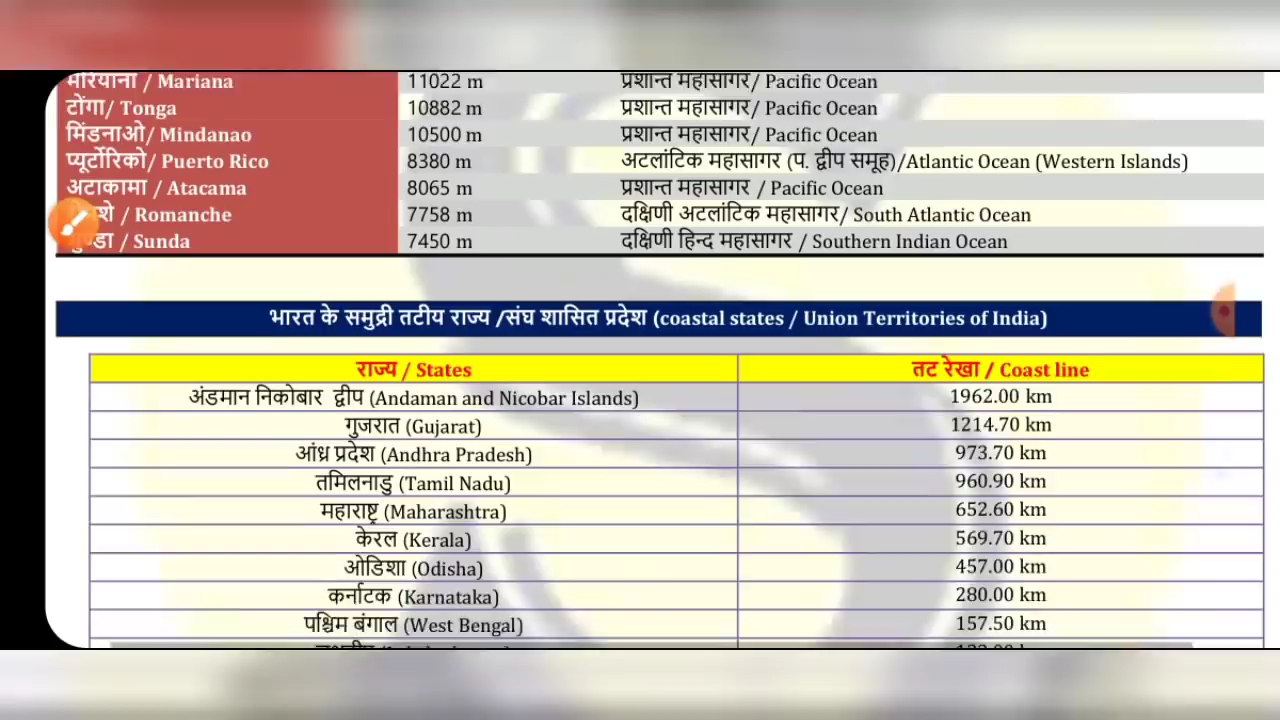 मारियाना / Mariana 11022 m प्रशान्त महासागर/ Pacific Ocean
टोंगा/ Tonga 10882 m प्रशान्त महासागर/ Pacific Ocean
मिंडनाओ/ Mindanao 10500 m प्रशान्त महासागर/ Pacific Ocean
प्यूर्टोरिको/ Puerto Rico 8380 m अटलांटिक महासागर (प. द्वीप समूह)/Atlantic Ocean (Western Islands)
अटाकामा / Atacama 8065 m प्रशान्त महासागर / Pacific Ocean
/ Romanche 7758 m दक्षिणी अटलांटिक महासागर/ South Atlantic Ocean
/ Sunda 7450 m दक्षिणी हिन्द महासागर / Southern Indian Ocean
भारत के समुद्री तटीय राज्य /संघ शासित प्रदेश (coastal states / Union Territories of India)
राज्य / States तट रेखा / Coast line
अंडमान निकोबार द्वीप (Andaman and Nicobar Islands) 1962.00 km
गुजरात (Gujarat) 1214.70 km
आंध्र प्रदेश (Andhra Pradesh) 973.70 km
तमिलनाडु (Tamil Nadu) 960.90 km
महाराष्ट्र (Maharashtra) 652.60 km
केरल (Kerala) 569.70 km
ओडिशा (Odisha) 457.00 km
कर्नाटक (Karnataka) 280.00 km
पश्चिम बंगाल (West Bengal) 157.50 km